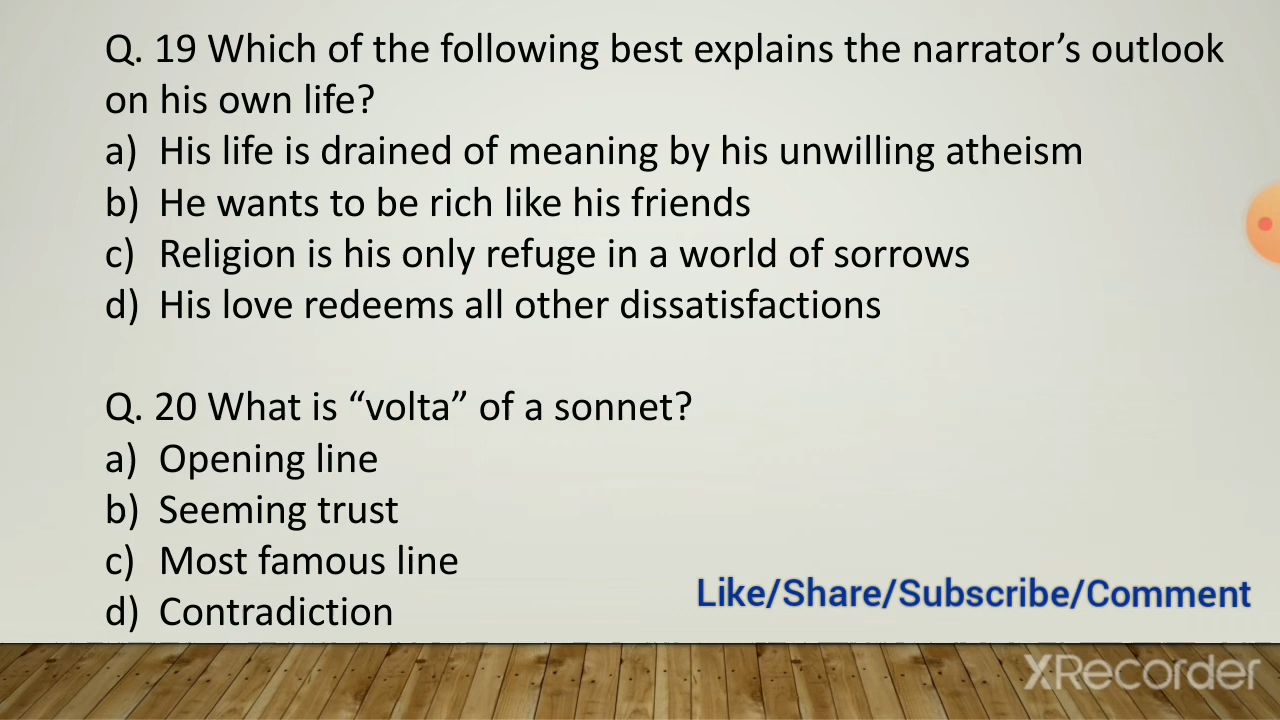 Q. 19 Which of the following best explains the narrator’s outlook
on his own life?
a) His life is drained of meaning by his unwilling atheism
b) He wants to be rich like his friends
c) Religion is his only refuge in a world of sorrows
d) His love redeems all other dissatisfactions
Q. 20 What is “volta” of a sonnet?
a) Opening line
b) Seeming trust
c) Most famous line
d) Contradiction
Like/Share/Subscribe/Comment
XRecorder